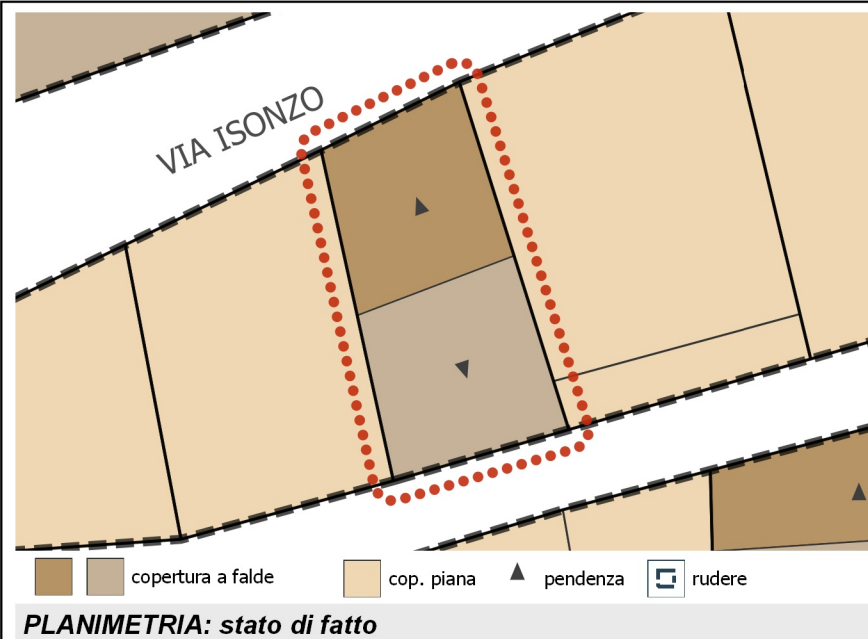 VIA ISONZO
copertura a falde cop. piana pendenza rudere
PLANIMETRIA: stato di fatto